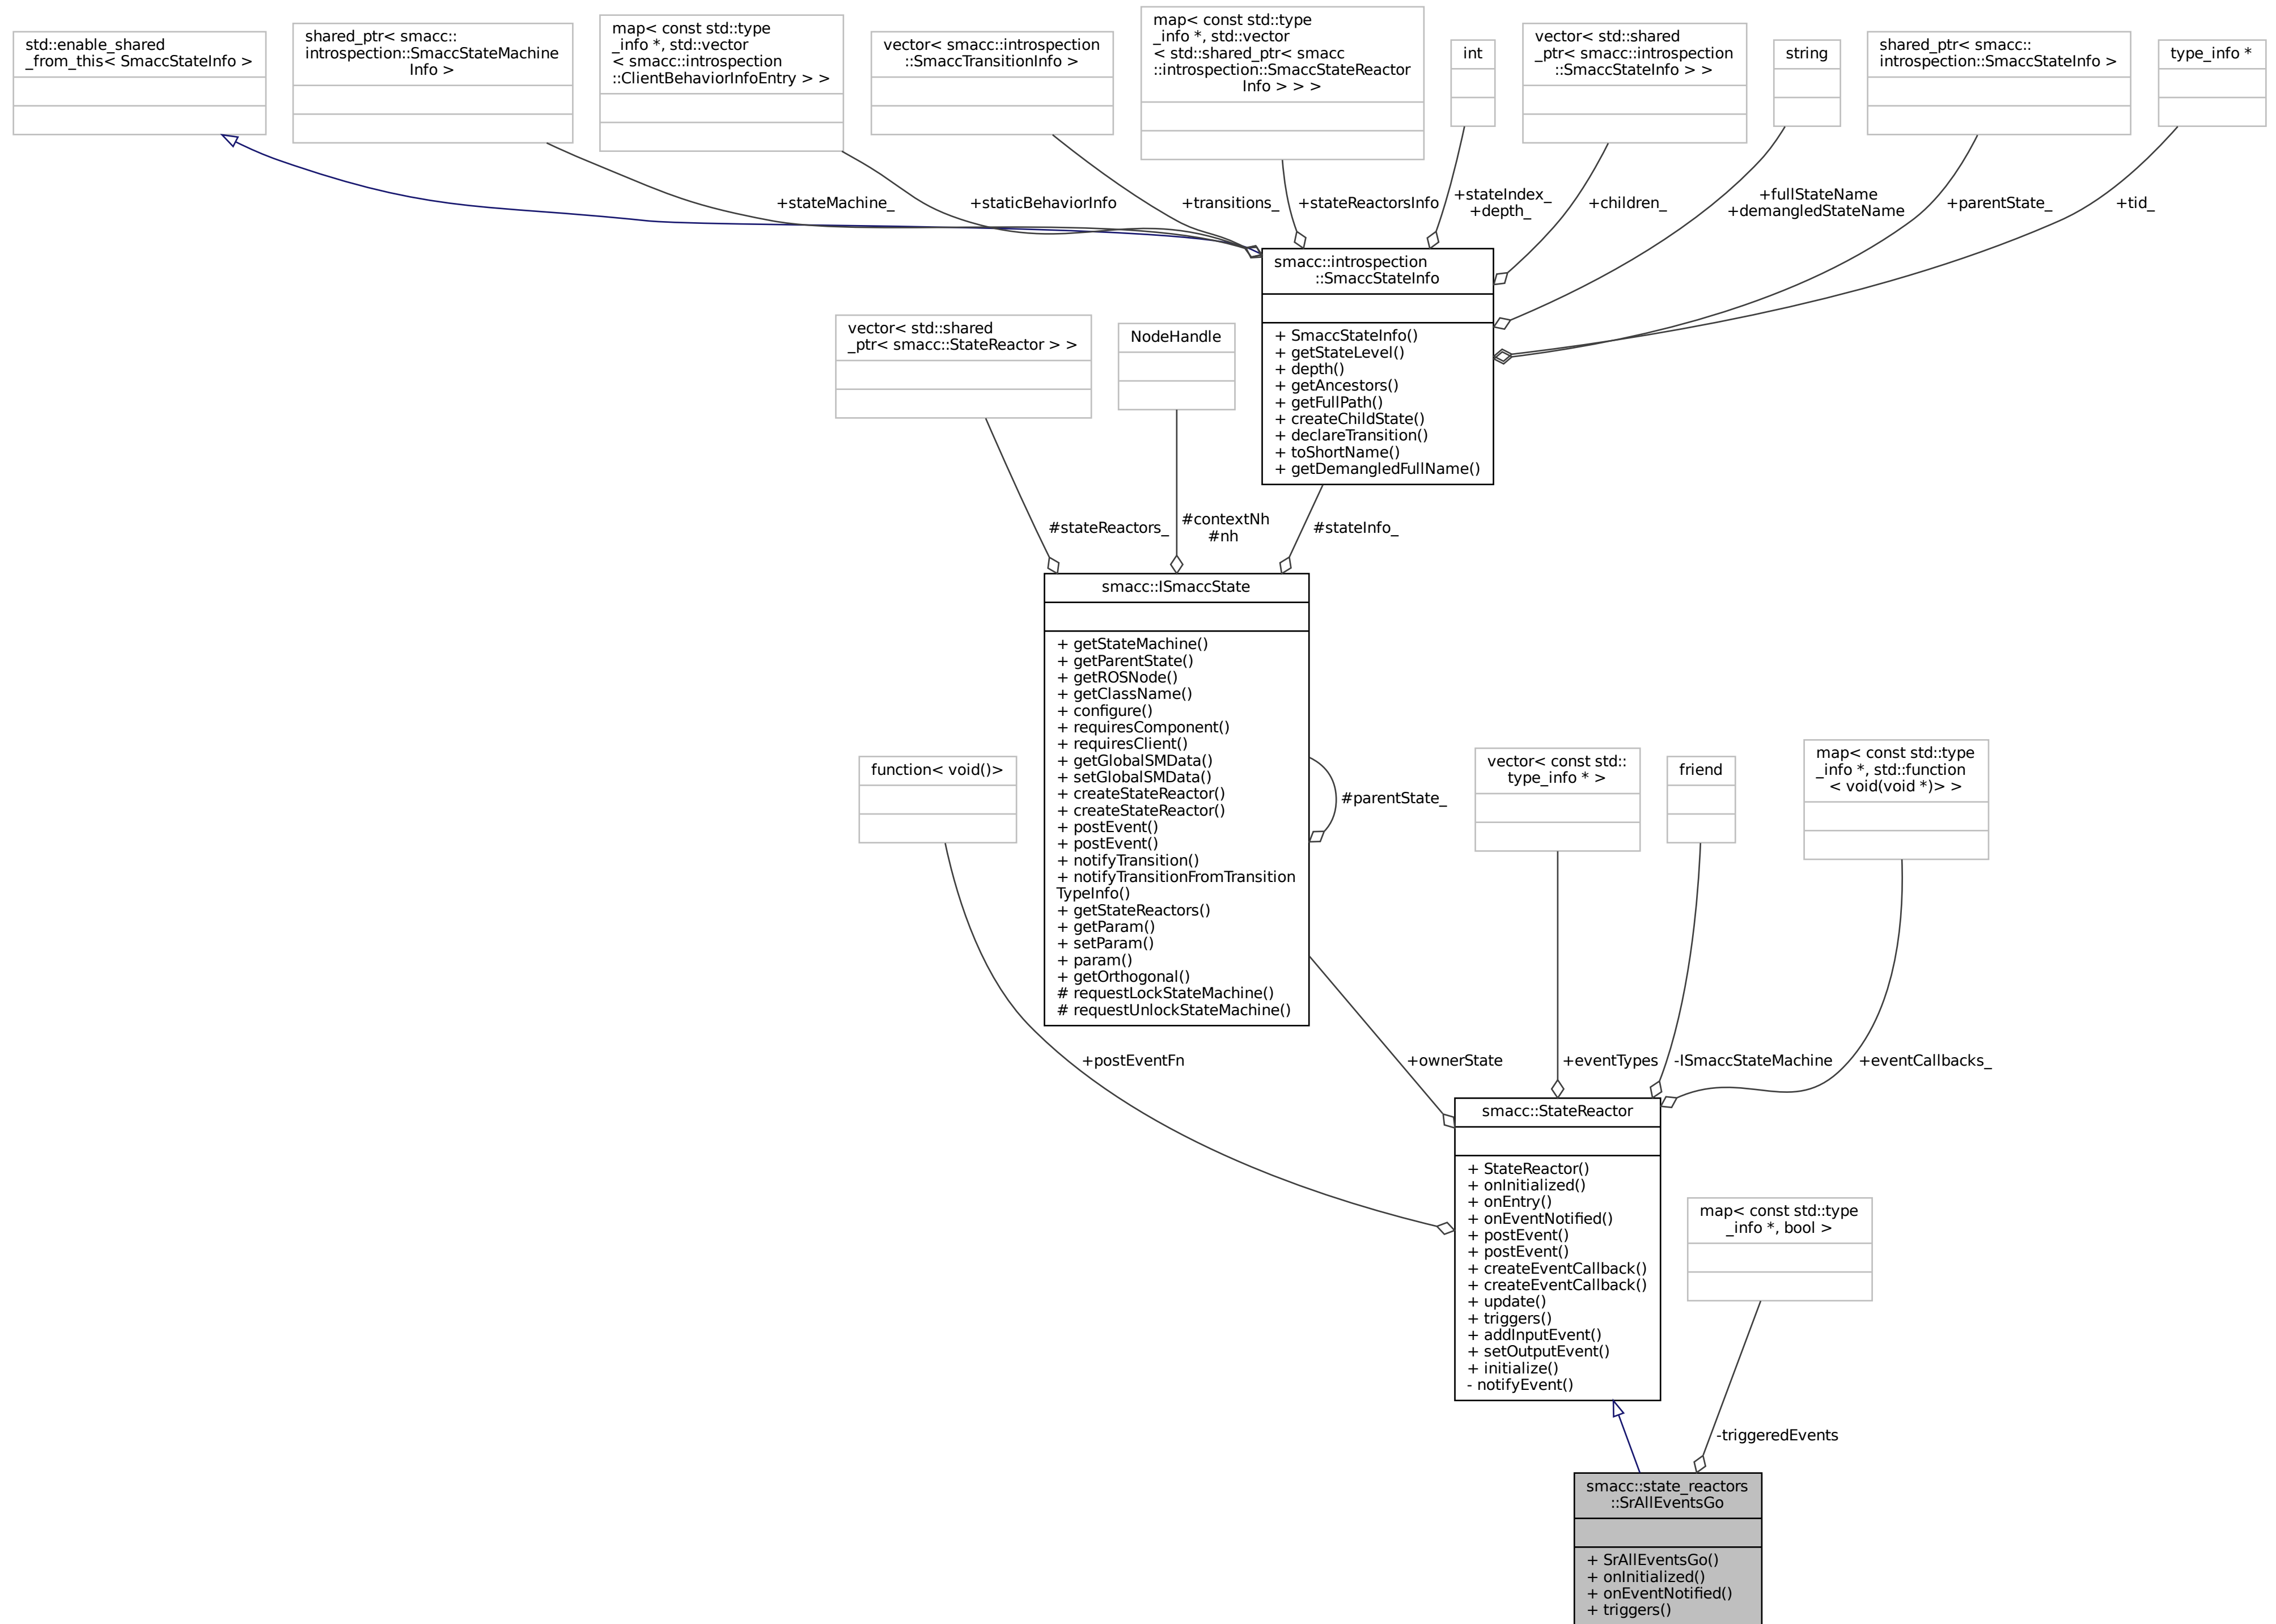 std::enable_shared
_from_this< SmaccStateInfo >
shared_ptr< smacc::
introspection::SmaccStateMachine
Info >
map< const std::type
_info *, std::vector
< smacc::introspection
::ClientBehaviorInfoEntry > >
vector< smacc::introspection
::SmaccTransitionInfo >
map< const std::type
_info *, std::vector
< std::shared_ptr< smacc
::introspection::SmaccStateReactor
Info > > >
int
vector< std::shared
_ptr< smacc::introspection
::SmaccStateInfo > >
string
shared_ptr< smacc::
introspection::SmaccStateInfo >
type_info *
+stateMachine_
+staticBehaviorInfo
+transitions_
+stateReactorsInfo
+stateIndex_
+depth_
+children_
+fullStateName
+demangledStateName
+parentState_
+tid_
smacc::introspection
::SmaccStateInfo
+ SmaccStateInfo()
+ getStateLevel()
+ depth()
+ getAncestors()
+ getFullPath()
+ createChildState()
+ declareTransition()
+ toShortName()
+ getDemangledFullName()
vector< std::shared
_ptr< smacc::StateReactor > >
NodeHandle
#stateReactors_
#contextNh
#nh
#stateInfo_
smacc::ISmaccState
+ getStateMachine()
+ getParentState()
+ getROSNode()
+ getClassName()
+ configure()
+ requiresComponent()
+ requiresClient()
+ getGlobalSMData()
+ setGlobalSMData()
+ createStateReactor()
+ createStateReactor()
+ postEvent()
+ postEvent()
+ notifyTransition()
+ notifyTransitionFromTransition
TypeInfo()
+ getStateReactors()
+ getParam()
+ setParam()
+ param()
+ getOrthogonal()
# requestLockStateMachine()
# requestUnlockStateMachine()
#parentState_
function< void()>
vector< const std::
type_info * >
friend
map< const std::type
_info *, std::function
< void(void *)> >
+postEventFn
+ownerState
+eventTypes
-ISmaccStateMachine
+eventCallbacks_
smacc::StateReactor
+ StateReactor()
+ onInitialized()
+ onEntry()
+ onEventNotified()
+ postEvent()
+ postEvent()
+ createEventCallback()
+ createEventCallback()
+ update()
+ triggers()
+ addInputEvent()
+ setOutputEvent()
+ initialize()
- notifyEvent()
map< const std::type
_info *, bool >
-triggeredEvents
smacc::state_reactors
::SrAllEventsGo
+ SrAllEventsGo()
+ onInitialized()
+ onEventNotified()
+ triggers()